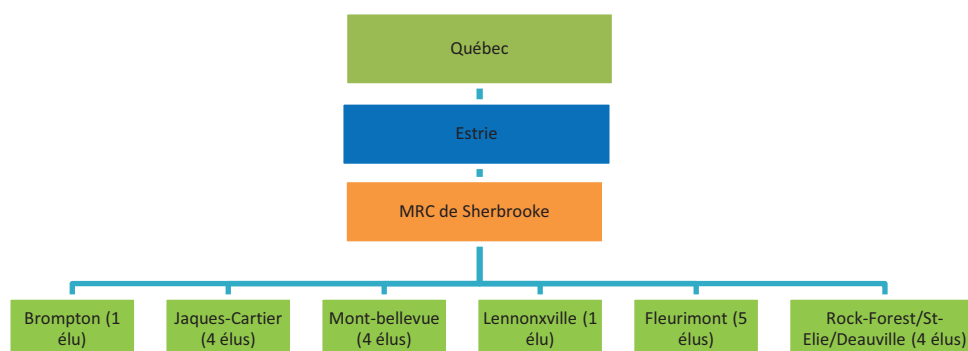 Québec
Estrie
MRC de Sherbrooke
Brompton (1
élu)
Jaques-Cartier
(4 élus)
Mont-bellevue
(4 élus)
Lennonxville (1
élu)
Fleurimont (5
élus)
Rock-Forest/St-
Elie/Deauville (4 élus)